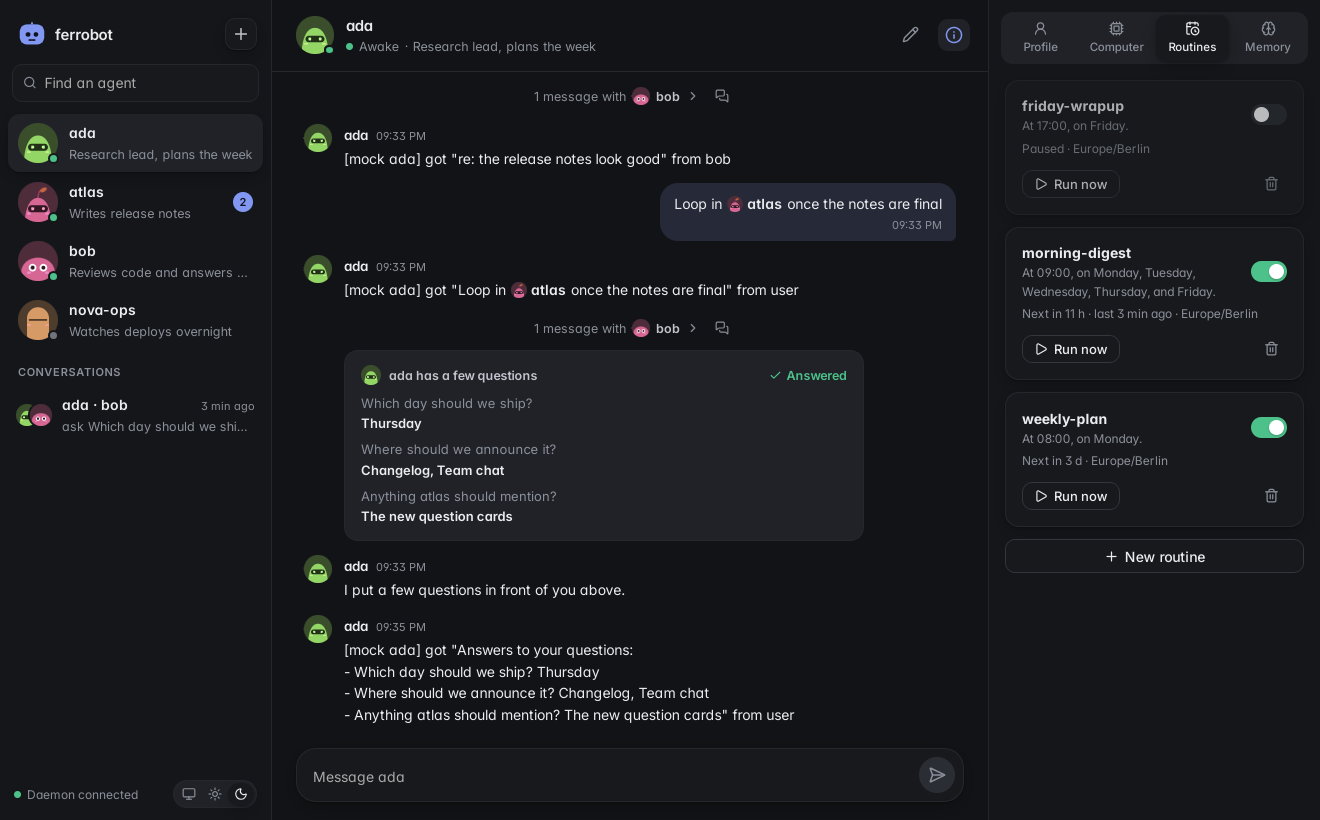 ferrobot
Find an agent
ada
Research lead, plans the week
atlas
Writes release notes
2
bob
Reviews code and answers ...
nova-ops
Watches deploys overnight
CONVERSATIONS
ada · bob
3 min ago
ask Which day should we shi...
Daemon connected
ada
Awake · Research lead, plans the week
1 message with bob
ada 09:33 PM
[mock ada] got "re: the release notes look good" from bob
Loop in atlas once the notes are final
09:33 PM
ada 09:33 PM
[mock ada] got "Loop in atlas once the notes are final" from user
1 message with bob
ada has a few questions
Answered
Which day should we ship?
Thursday
Where should we announce it?
Changelog, Team chat
Anything atlas should mention?
The new question cards
ada 09:33 PM
I put a few questions in front of you above.
ada 09:35 PM
[mock ada] got "Answers to your questions:
- Which day should we ship? Thursday
- Where should we announce it? Changelog, Team chat
- Anything atlas should mention? The new question cards" from user
Message ada
Profile
Computer
Routines
Memory
friday-wrapup
At 17:00, on Friday.
Paused · Europe/Berlin
Run now
morning-digest
At 09:00, on Monday, Tuesday,
Wednesday, Thursday, and Friday.
Next in 11 h · last 3 min ago · Europe/Berlin
Run now
weekly-plan
At 08:00, on Monday.
Next in 3 d · Europe/Berlin
Run now
New routine